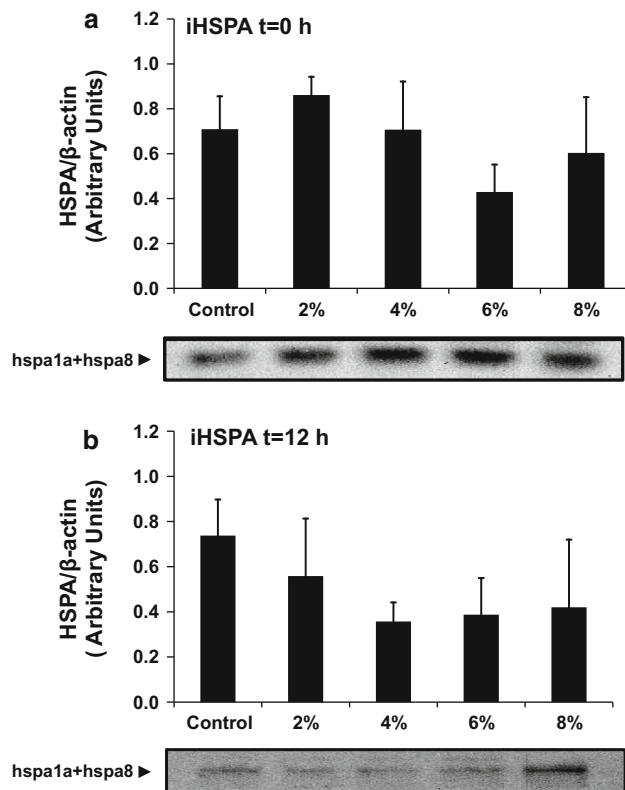 a
iHSPA t=0 h
HSPA/β-actin
(Arbitrary Units)
1.2
1.0
0.8
0.6
0.4
0.2
0.0
Control 2% 4% 6% 8%
hspa1a+hspa8 ►
b
iHSPA t=12 h
HSPA/β-actin
( Arbitrary Units)
1.2
1.0
0.8
0.6
0.4
0.2
0.0
Control 2% 4% 6% 8%
hspa1a+hspa8 ►